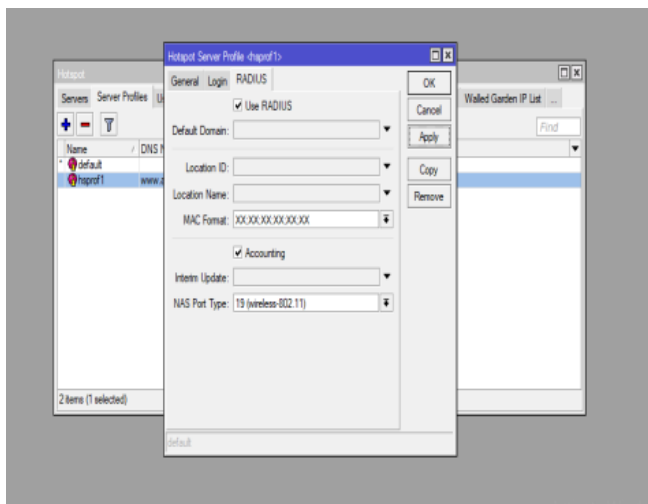 Hotspot
Servers Server Profiles
Walled Garden IP List ...
Find
Name DNS
default
hsprof1
2 items (1 selected)
Hotspot Server Profile <hsprof1>
General Login RADIUS
Use RADIUS
Default Domain:
Location ID:
Location Name:
MAC Format: XX:XX:XX:XX:XX:XX
Accounting
Interim Update:
NAS Port Type: 19 (wireless-802.11)
OK
Cancel
Apply
Copy
Remove
default